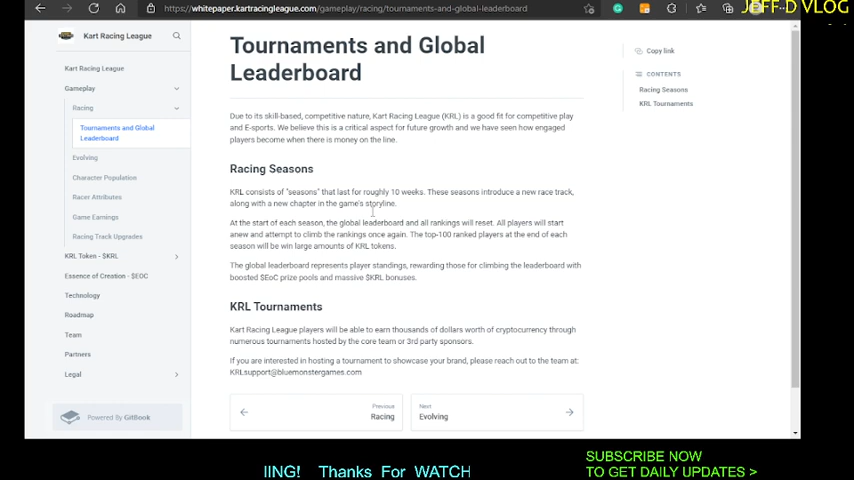 https://whitepaper.kartracingleague.com/gameplay/racing/tournaments-and-global-leaderboard
JEFF D VLOG
Kart Racing League
Kart Racing League
Gameplay
Racing
Tournaments and Global
Leaderboard
Evolving
Character Population
Racer Attributes
Game Earnings
Racing Track Upgrades
KRL Token - $KRL
Essence of Creation - $EOC
Technology
Roadmap
Team
Partners
Legal
Powered By GitBook
Tournaments and Global
Leaderboard
Due to its skill-based, competitive nature, Kart Racing League (KRL) is a good fit for competitive play
and E-sports. We believe this is a critical aspect for future growth and we have seen how engaged
players become when there is money on the line.
Racing Seasons
KRL consists of "seasons" that last for roughly 10 weeks. These seasons introduce a new race track,
along with a new chapter in the game's storyline.
At the start of each season, the global leaderboard and all rankings will reset. All players will start
anew and attempt to climb the rankings once again. The top-100 ranked players at the end of each
season will be win large amounts of KRL tokens.
The global leaderboard represents player standings, rewarding those for climbing the leaderboard with
boosted $EoC prize pools and massive $KRL bonuses.
KRL Tournaments
Kart Racing League players will be able to earn thousands of dollars worth of cryptocurrency through
numerous tournaments hosted by the core team or 3rd party sponsors.
If you are interested in hosting a tournament to showcase your brand, please reach out to the team at:
KRLsupport@bluemonstergames.com
Previous
Racing
Next
Evolving
Copy link
CONTENTS
Racing Seasons
KRL Tournaments
IING! Thanks For WATCH
SUBSCRIBE NOW
TO GET DAILY UPDATES >